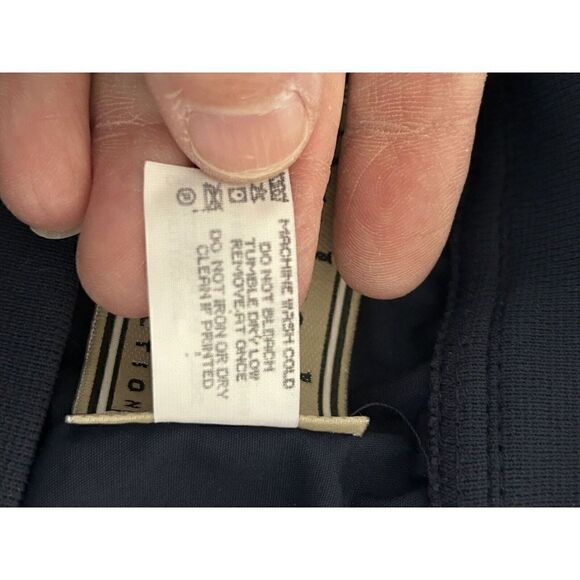 MACHINE WASH COLD
DO NOT BLEACH
TUMBLE DRY LOW
REMOVE AT ONCE
DO NOT IRON OR DRY
CLEAN IF PRINTED
CTION